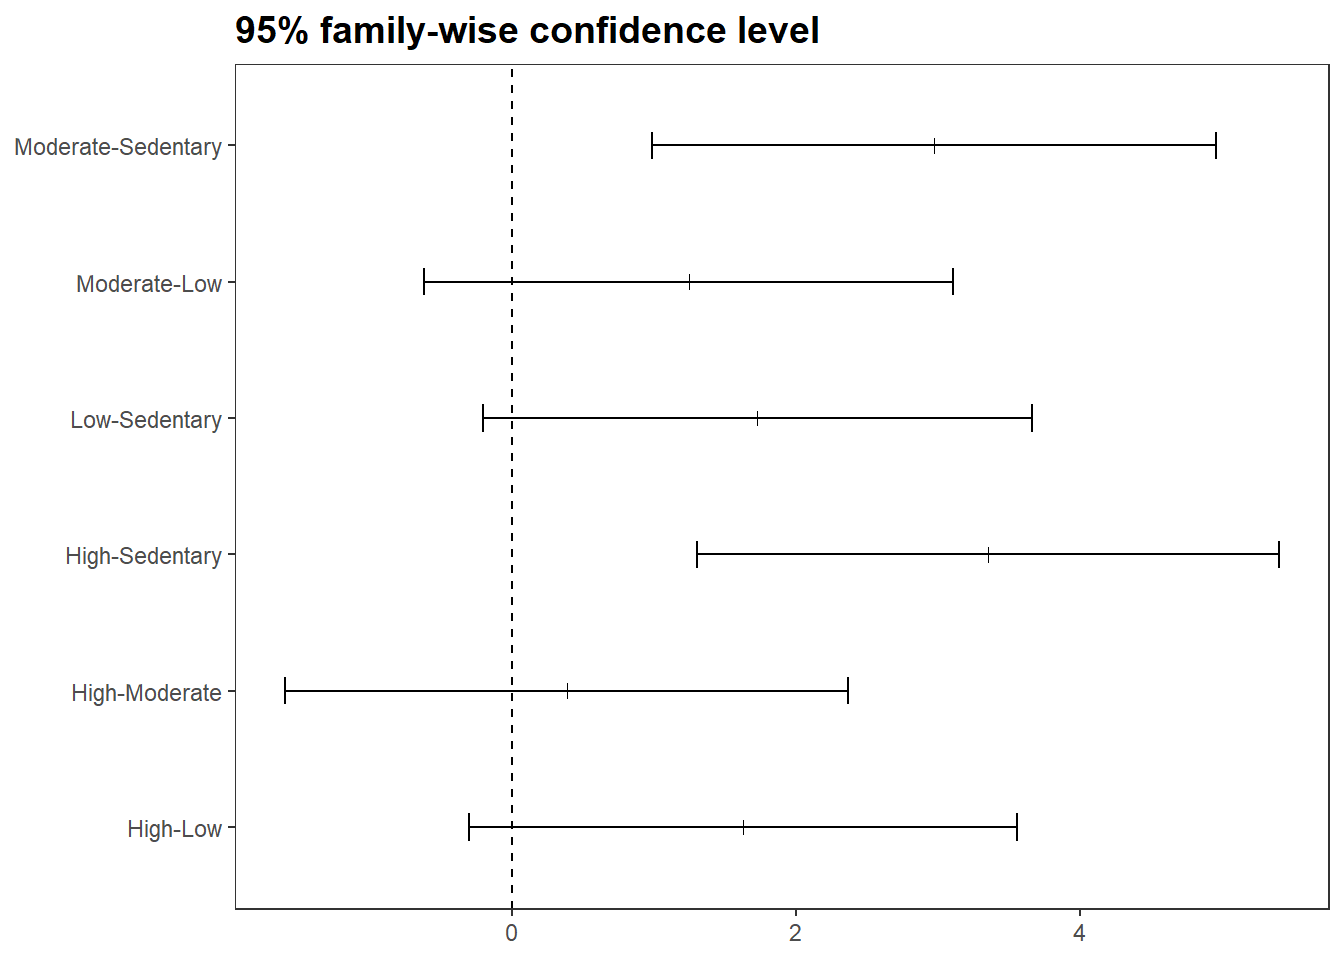 95% family-wise confidence level
Moderate-Sedentary
Moderate-Low
Low-Sedentary
High-Sedentary
High-Moderate
High-Low
0 2 4